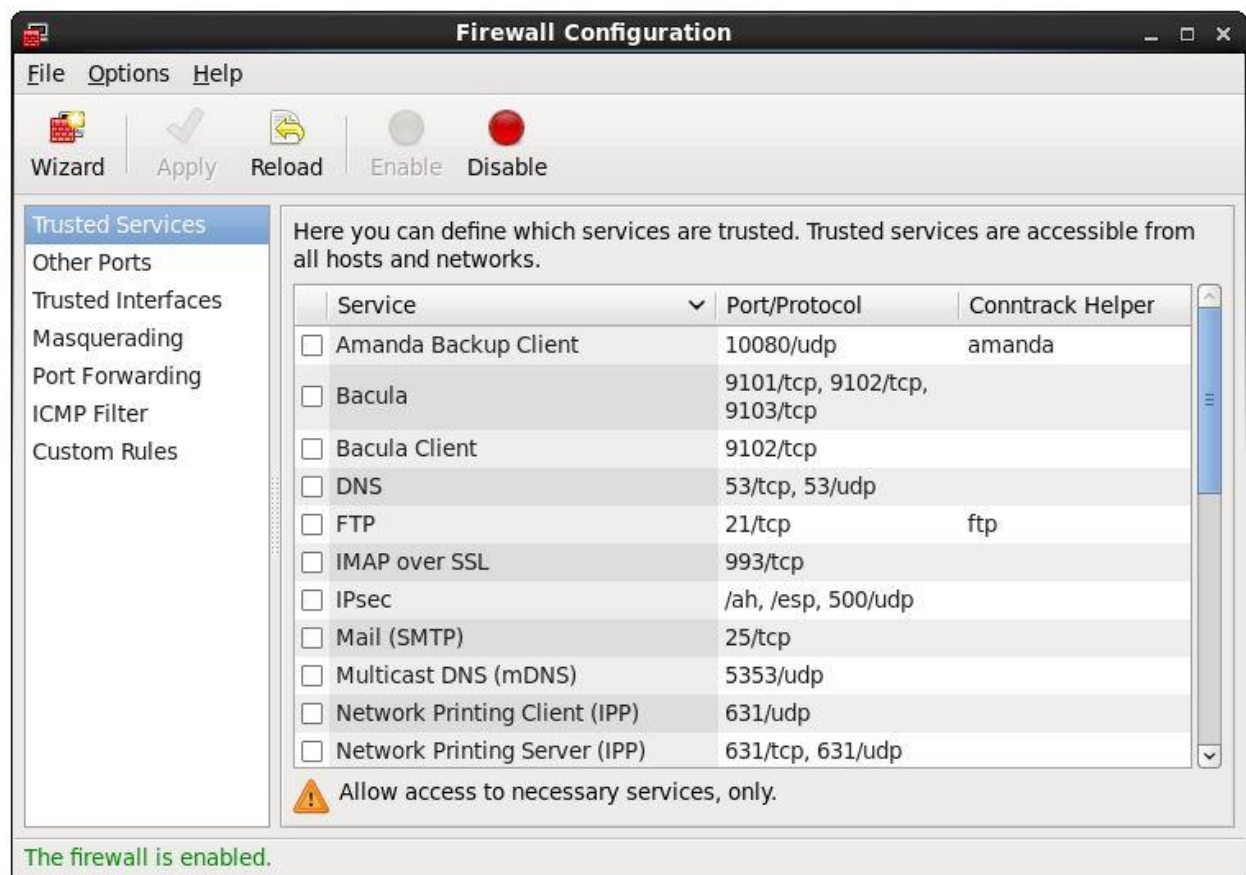 Firewall Configuration
File Options Help
Wizard Apply Reload Enable Disable
Trusted Services
Other Ports
Trusted Interfaces
Masquerading
Port Forwarding
ICMP Filter
Custom Rules
Here you can define which services are trusted. Trusted services are accessible from
all hosts and networks.
Service Port/Protocol Conntrack Helper
Amanda Backup Client 10080/udp amanda
Bacula 9101/tcp, 9102/tcp,
9103/tcp
Bacula Client 9102/tcp
DNS 53/tcp, 53/udp
FTP 21/tcp ftp
IMAP over SSL 993/tcp
IPsec /ah, /esp, 500/udp
Mail (SMTP) 25/tcp
Multicast DNS (mDNS) 5353/udp
Network Printing Client (IPP) 631/udp
Network Printing Server (IPP) 631/tcp, 631/udp
Allow access to necessary services, only.
The firewall is enabled.